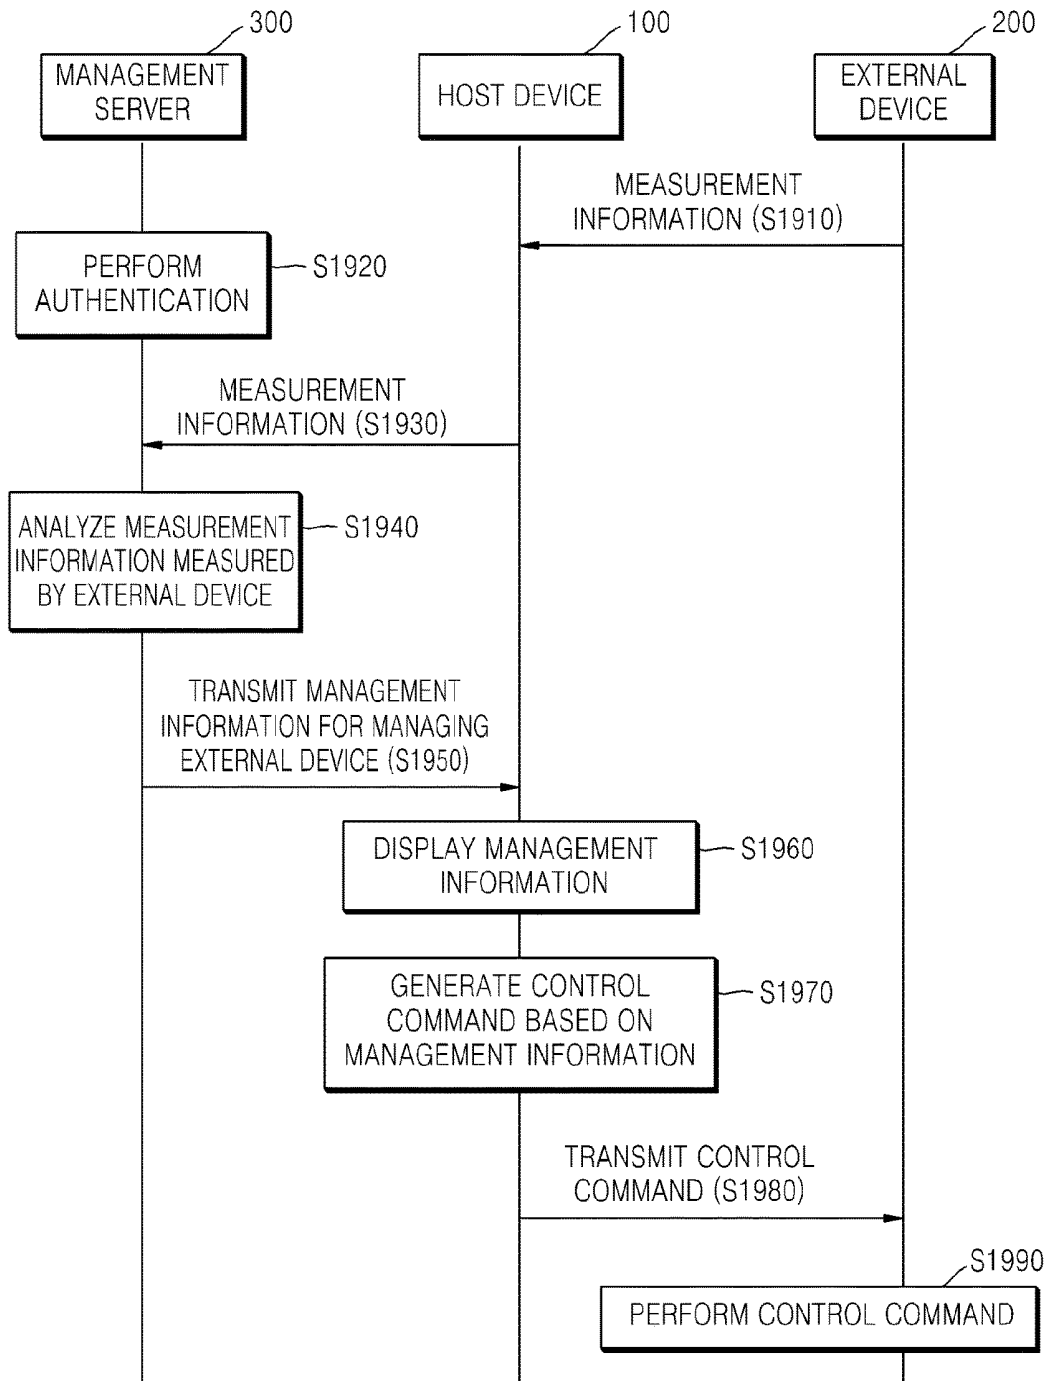 300
100
200
MANAGEMENT
SERVER
HOST DEVICE
EXTERNAL
DEVICE
MEASUREMENT
INFORMATION (S1910)
PERFORM
AUTHENTICATION
S1920
MEASUREMENT
INFORMATION (S1930)
ANALYZE MEASUREMENT
INFORMATION MEASURED
BY EXTERNAL DEVICE
S1940
TRANSMIT MANAGEMENT
INFORMATION FOR MANAGING
EXTERNAL DEVICE (S1950)
DISPLAY MANAGEMENT
INFORMATION
S1960
GENERATE CONTROL
COMMAND BASED ON
MANAGEMENT INFORMATION
S1970
TRANSMIT CONTROL
COMMAND (S1980)
S1990
PERFORM CONTROL COMMAND